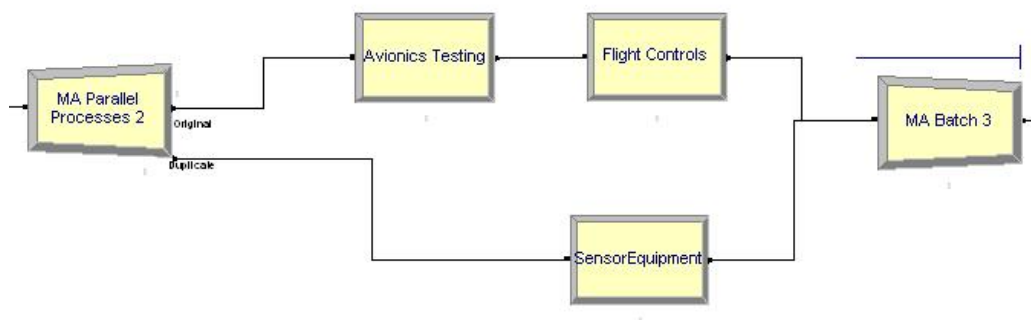 Avionics Testing
Flight Controls
MA Parallel
Processes 2
Original
Duplicate
MA Batch 3
SensorEquipment